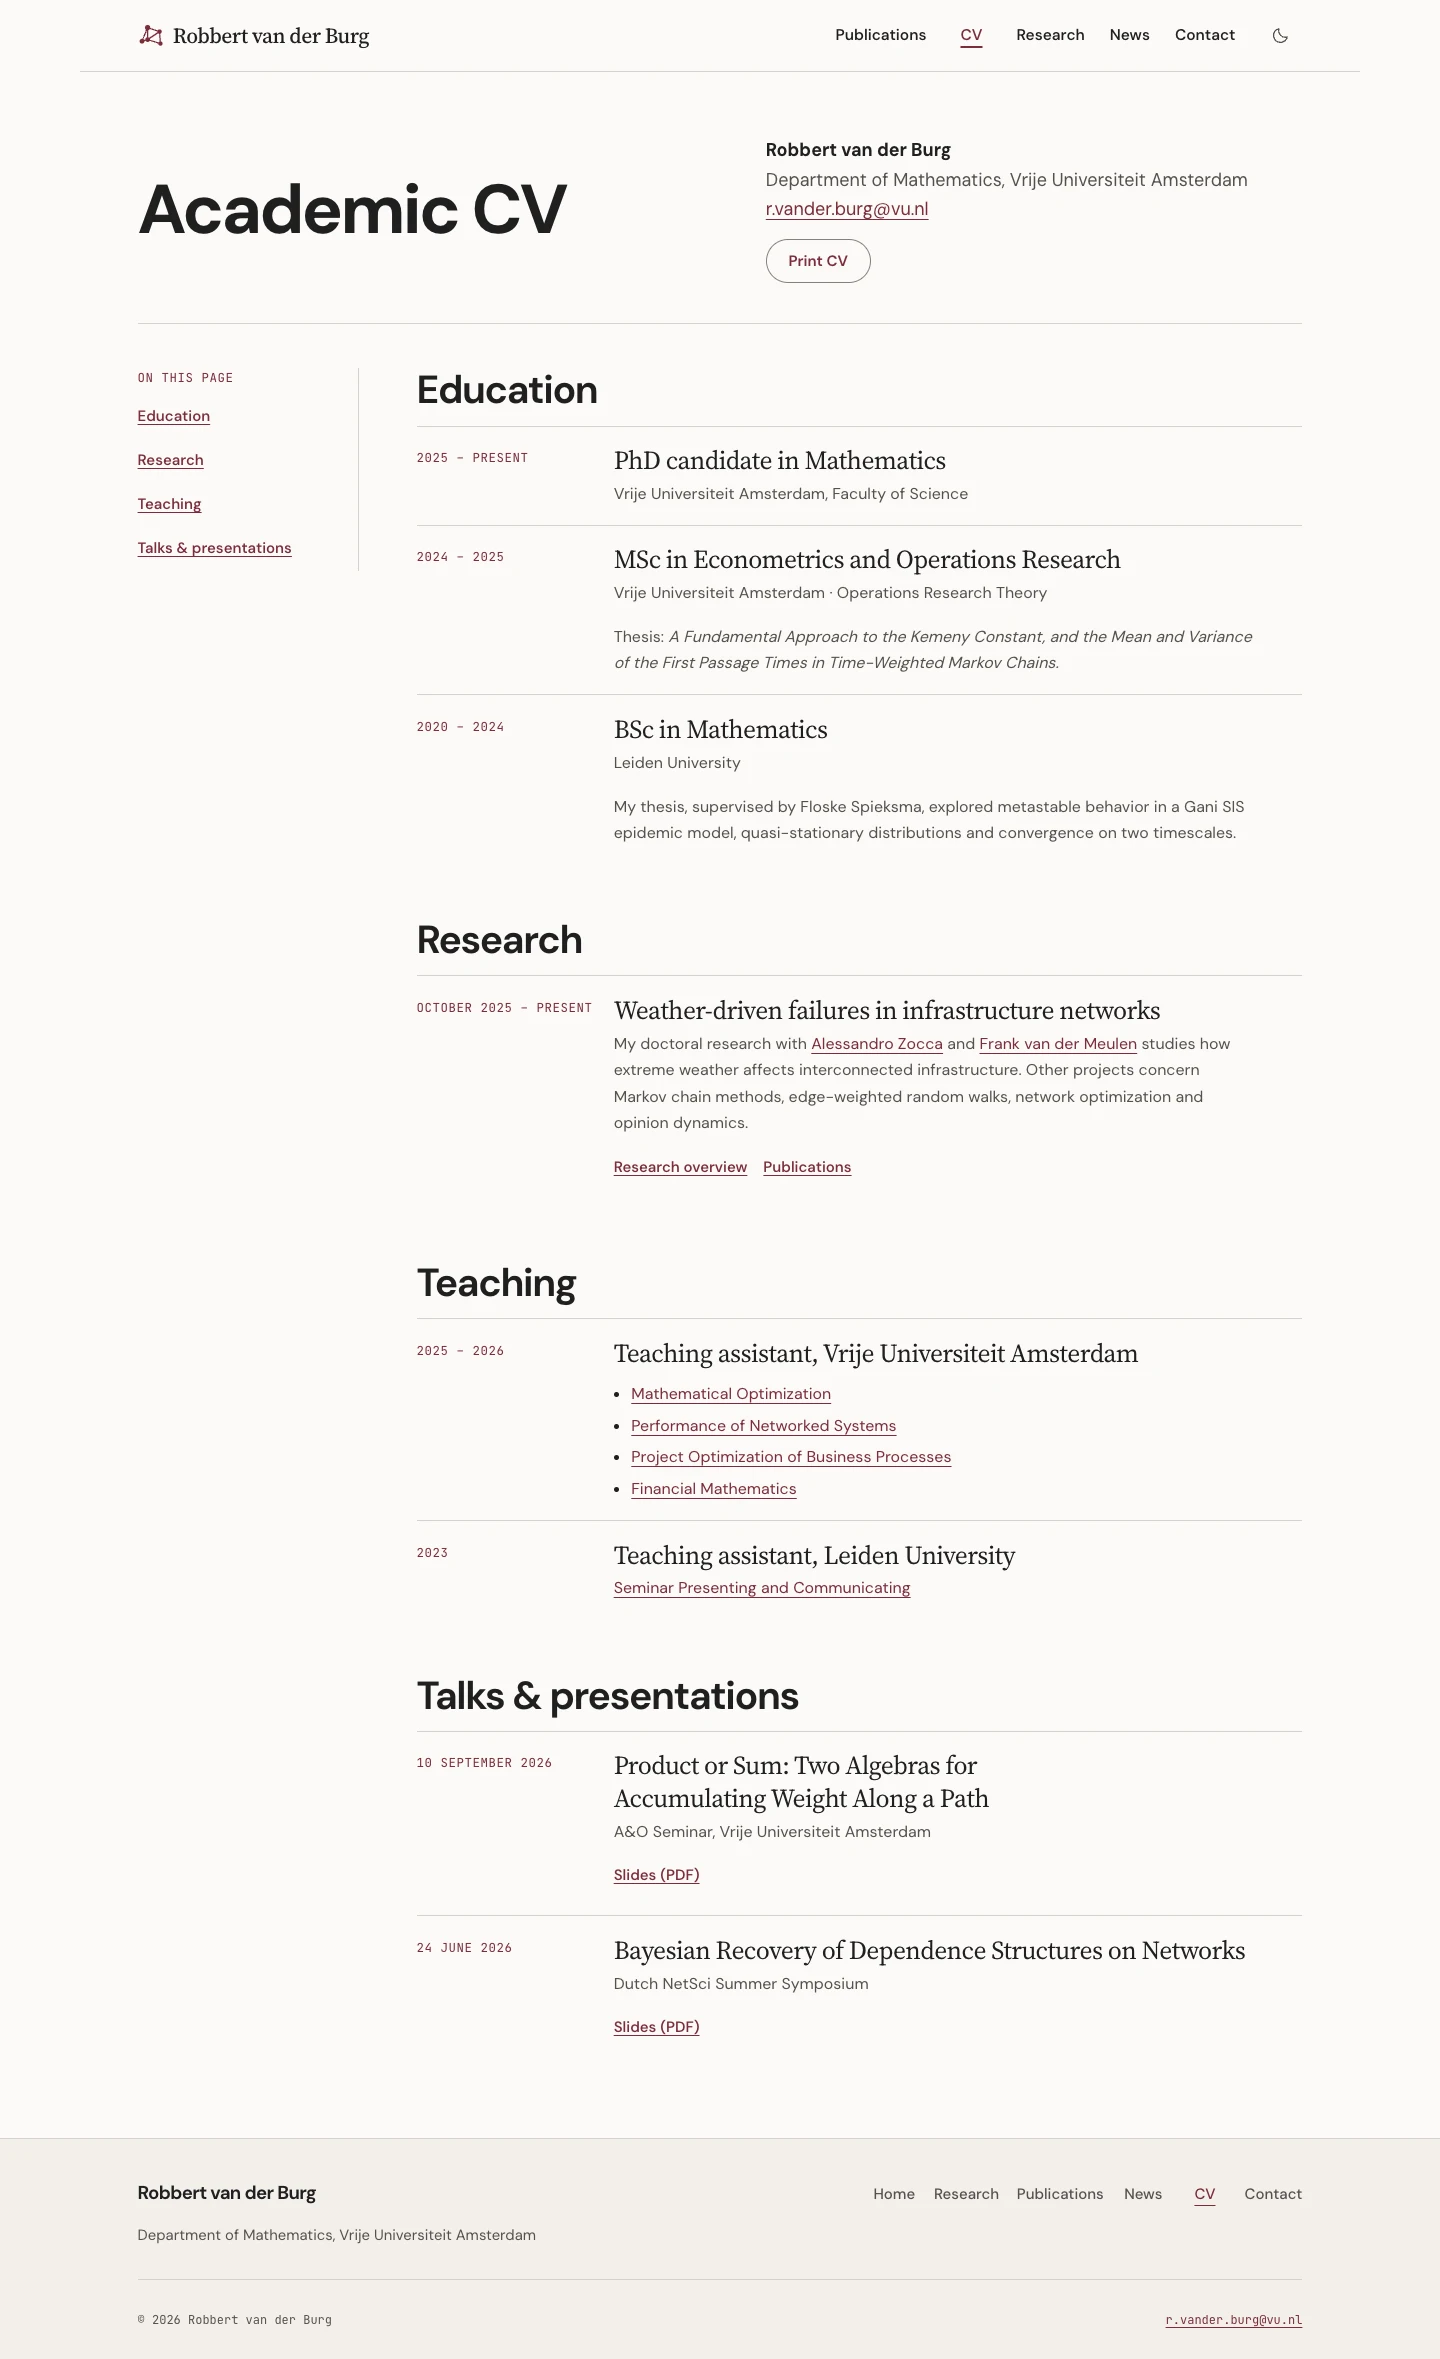 Robbert van der Burg
Publications CV Research News Contact
Academic CV
Robbert van der Burg
Department of Mathematics, Vrije Universiteit Amsterdam
r.vander.burg@vu.nl
Print CV
ON THIS PAGE
Education
Research
Teaching
Talks & presentations
Education
2025 – PRESENT
PhD candidate in Mathematics
Vrije Universiteit Amsterdam, Faculty of Science
2024 – 2025
MSc in Econometrics and Operations Research
Vrije Universiteit Amsterdam · Operations Research Theory
Thesis: A Fundamental Approach to the Kemeny Constant, and the Mean and Variance
of the First Passage Times in Time-Weighted Markov Chains.
2020 – 2024
BSc in Mathematics
Leiden University
My thesis, supervised by Floske Spieksma, explored metastable behavior in a Gani SIS
epidemic model, quasi-stationary distributions and convergence on two timescales.
Research
OCTOBER 2025 – PRESENT
Weather-driven failures in infrastructure networks
My doctoral research with Alessandro Zocca and Frank van der Meulen studies how
extreme weather affects interconnected infrastructure. Other projects concern
Markov chain methods, edge-weighted random walks, network optimization and
opinion dynamics.
Research overview Publications
Teaching
2025 – 2026
Teaching assistant, Vrije Universiteit Amsterdam
• Mathematical Optimization
• Performance of Networked Systems
• Project Optimization of Business Processes
• Financial Mathematics
2023
Teaching assistant, Leiden University
Seminar Presenting and Communicating
Talks & presentations
10 SEPTEMBER 2026
Product or Sum: Two Algebras for
Accumulating Weight Along a Path
A&O Seminar, Vrije Universiteit Amsterdam
Slides (PDF)
24 JUNE 2026
Bayesian Recovery of Dependence Structures on Networks
Dutch NetSci Summer Symposium
Slides (PDF)
Robbert van der Burg
Home Research Publications News CV Contact
Department of Mathematics, Vrije Universiteit Amsterdam
© 2026 Robbert van der Burg
r.vander.burg@vu.nl